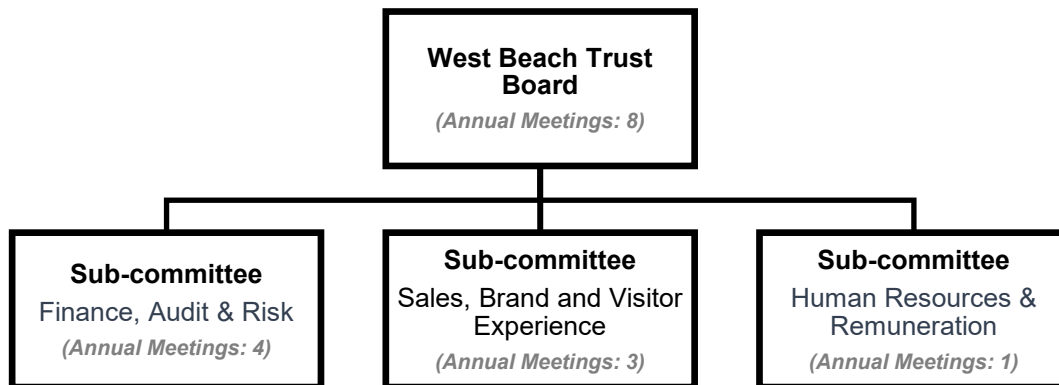 West Beach Trust
Board
(Annual Meetings: 8)
Sub-committee
Finance, Audit & Risk
(Annual Meetings: 4)
Sub-committee
Sales, Brand and Visitor
Experience
(Annual Meetings: 3)
Sub-committee
Human Resources &
Remuneration
(Annual Meetings: 1)